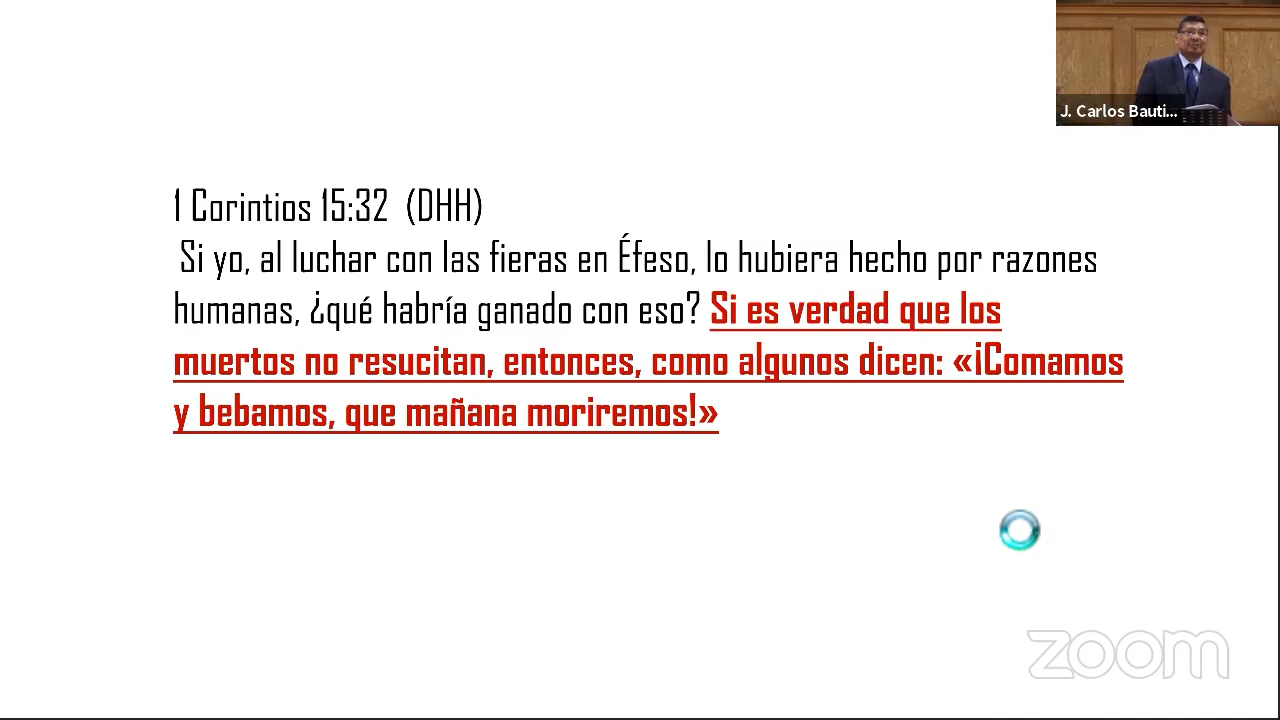 J. Carlos Bauti...
1 Corintios 15:32 (DHH)
Si yo, al luchar con las fieras en Éfeso, lo hubiera hecho por razones
humanas, ¿qué habría ganado con eso? Si es verdad que los
muertos no resucitan, entonces, como algunos dicen: «¡Comamos
y bebamos, que mañana moriremos!»
zoom